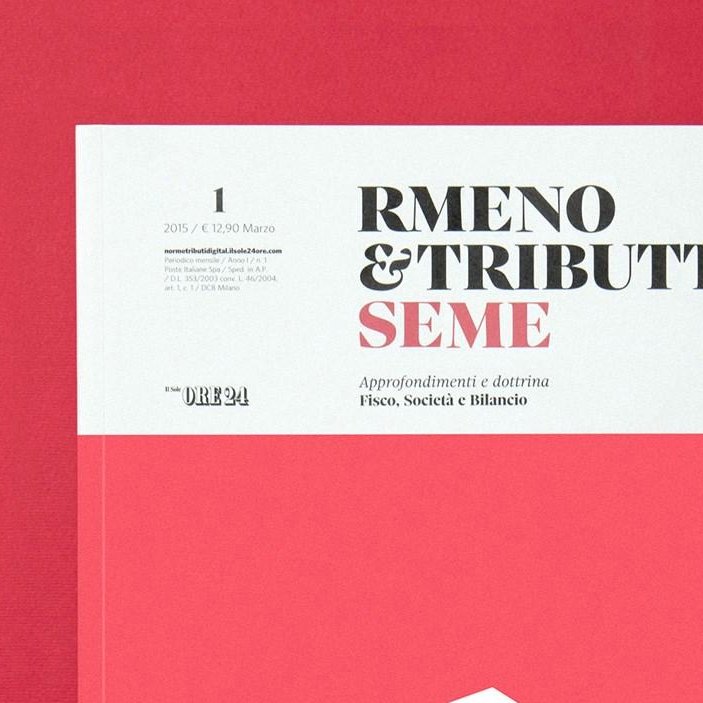 1
2015 / € 12,90 Marzo
normetributidigital.ilsole24ore.com
Periodico mensile / Anno I / n. 1
Poste Italiane Spa / Sped. in A.P.
/ D.L. 353/2003 conv. L. 46/2004,
art. 1, c. 1 / DCB Milano
Il Sole ORE 24
RMENO
&TRIBUTI
SEME
Approfondimenti e dottrina
Fisco, Società e Bilancio